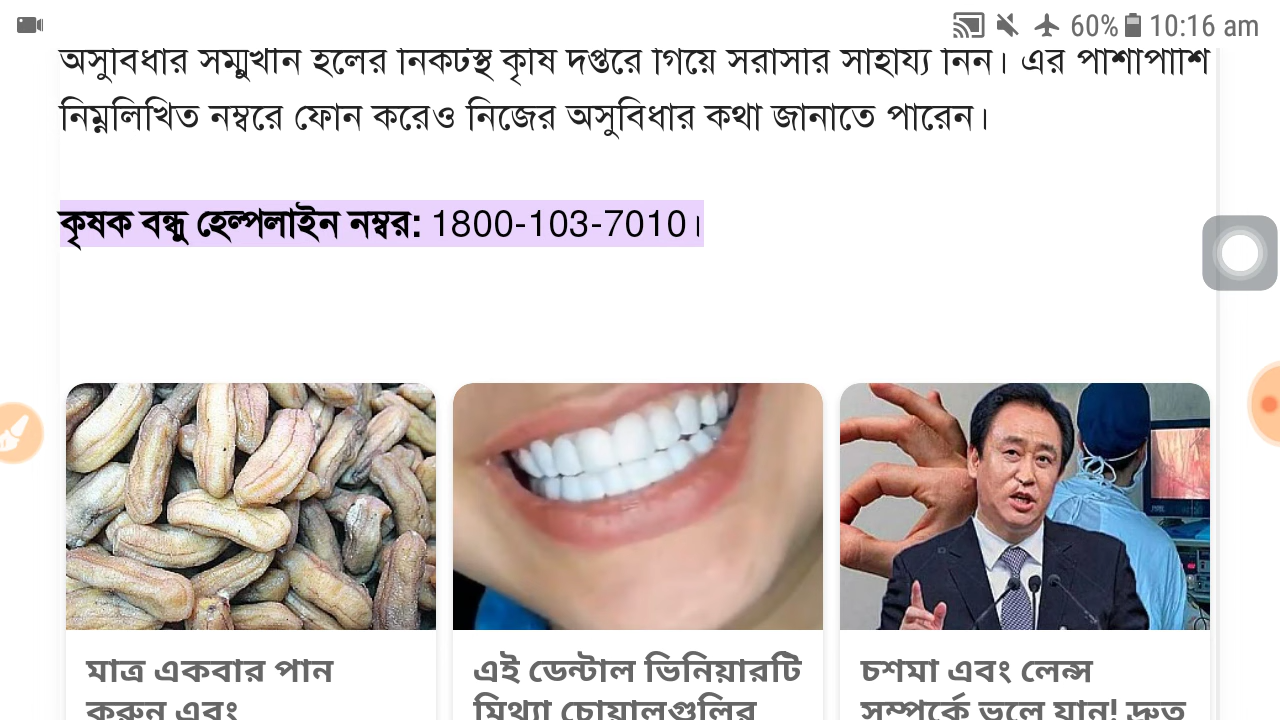 60% 10:16 am
অসুবিধার সম্মুখীন হলের নিকটস্থ কৃষি দপ্তরে গিয়ে সরাসরি সাহায্য নিন। এর পাশাপাশি
নিম্নলিখিত নম্বরে ফোন করেও নিজের অসুবিধার কথা জানাতে পারেন।
কৃষক বন্ধু হেল্পলাইন নম্বর: 1800-103-7010।
মাত্র একবার পান
করুন এবং
এই ডেন্টাল ভিনিয়ারটি
মিথ্যা চোয়ালগুলির
চশমা এবং লেন্স
সম্পর্কে ভুলে যান! দ্রুত